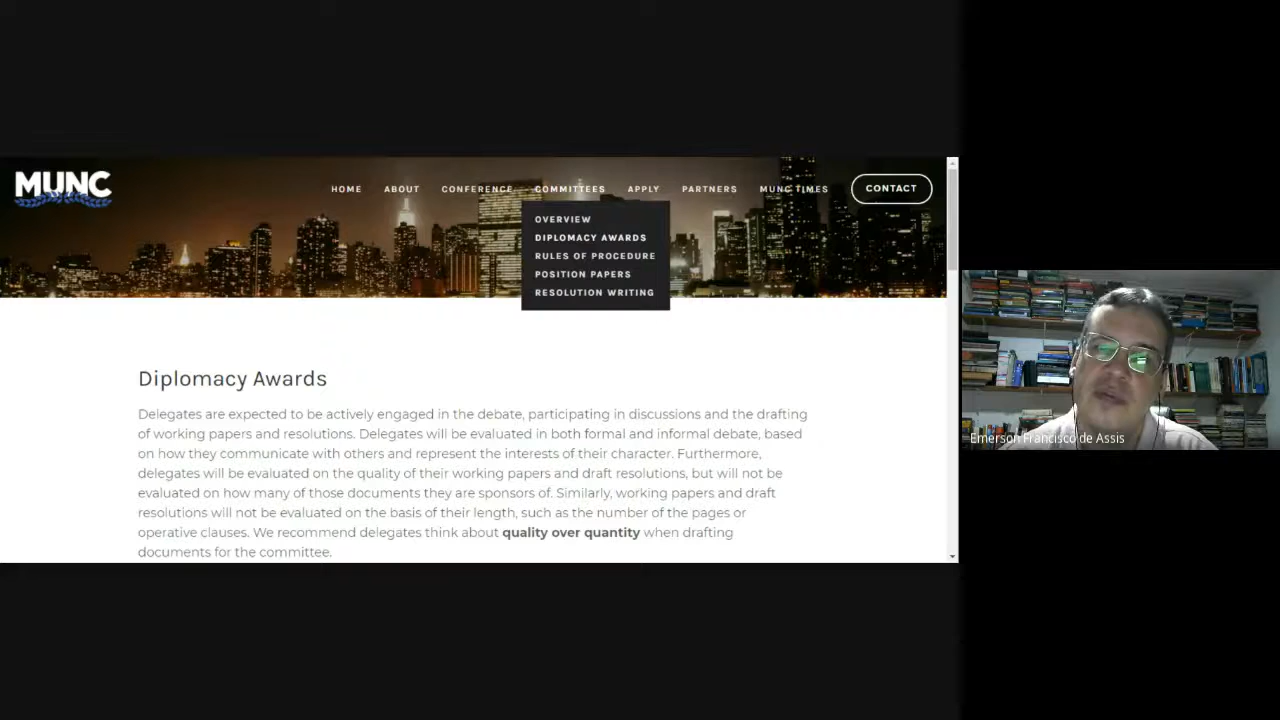 MUNC
HOME ABOUT CONFERENCE COMMITTEES APPLY PARTNERS MUNC TIMES CONTACT
OVERVIEW
DIPLOMACY AWARDS
RULES OF PROCEDURE
POSITION PAPERS
RESOLUTION WRITING
Diplomacy Awards
Delegates are expected to be actively engaged in the debate, participating in discussions and the drafting
of working papers and resolutions. Delegates will be evaluated in both formal and informal debate, based
on how they communicate with others and represent the interests of their character. Furthermore,
delegates will be evaluated on the quality of their working papers and draft resolutions, but will not be
evaluated on how many of those documents they are sponsors of. Similarly, working papers and draft
resolutions will not be evaluated on the basis of their length, such as the number of the pages or
operative clauses. We recommend delegates think about quality over quantity when drafting
documents for the committee.
Emerson Francisco de Assis